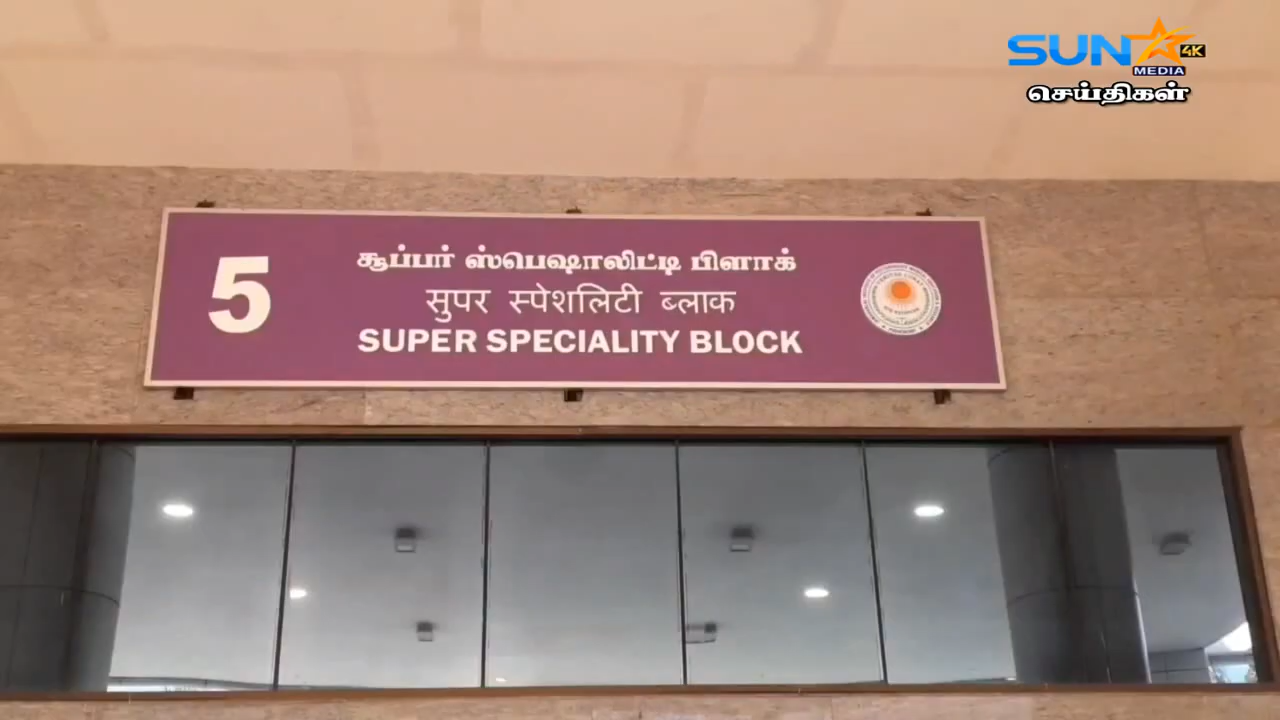 SUN 4K
MEDIA
செய்திகள்
5
சூப்பர் ஸ்பெஷாலிட்டி பிளாக்
सुपर स्पेशलिटी ब्लाक
SUPER SPECIALITY BLOCK